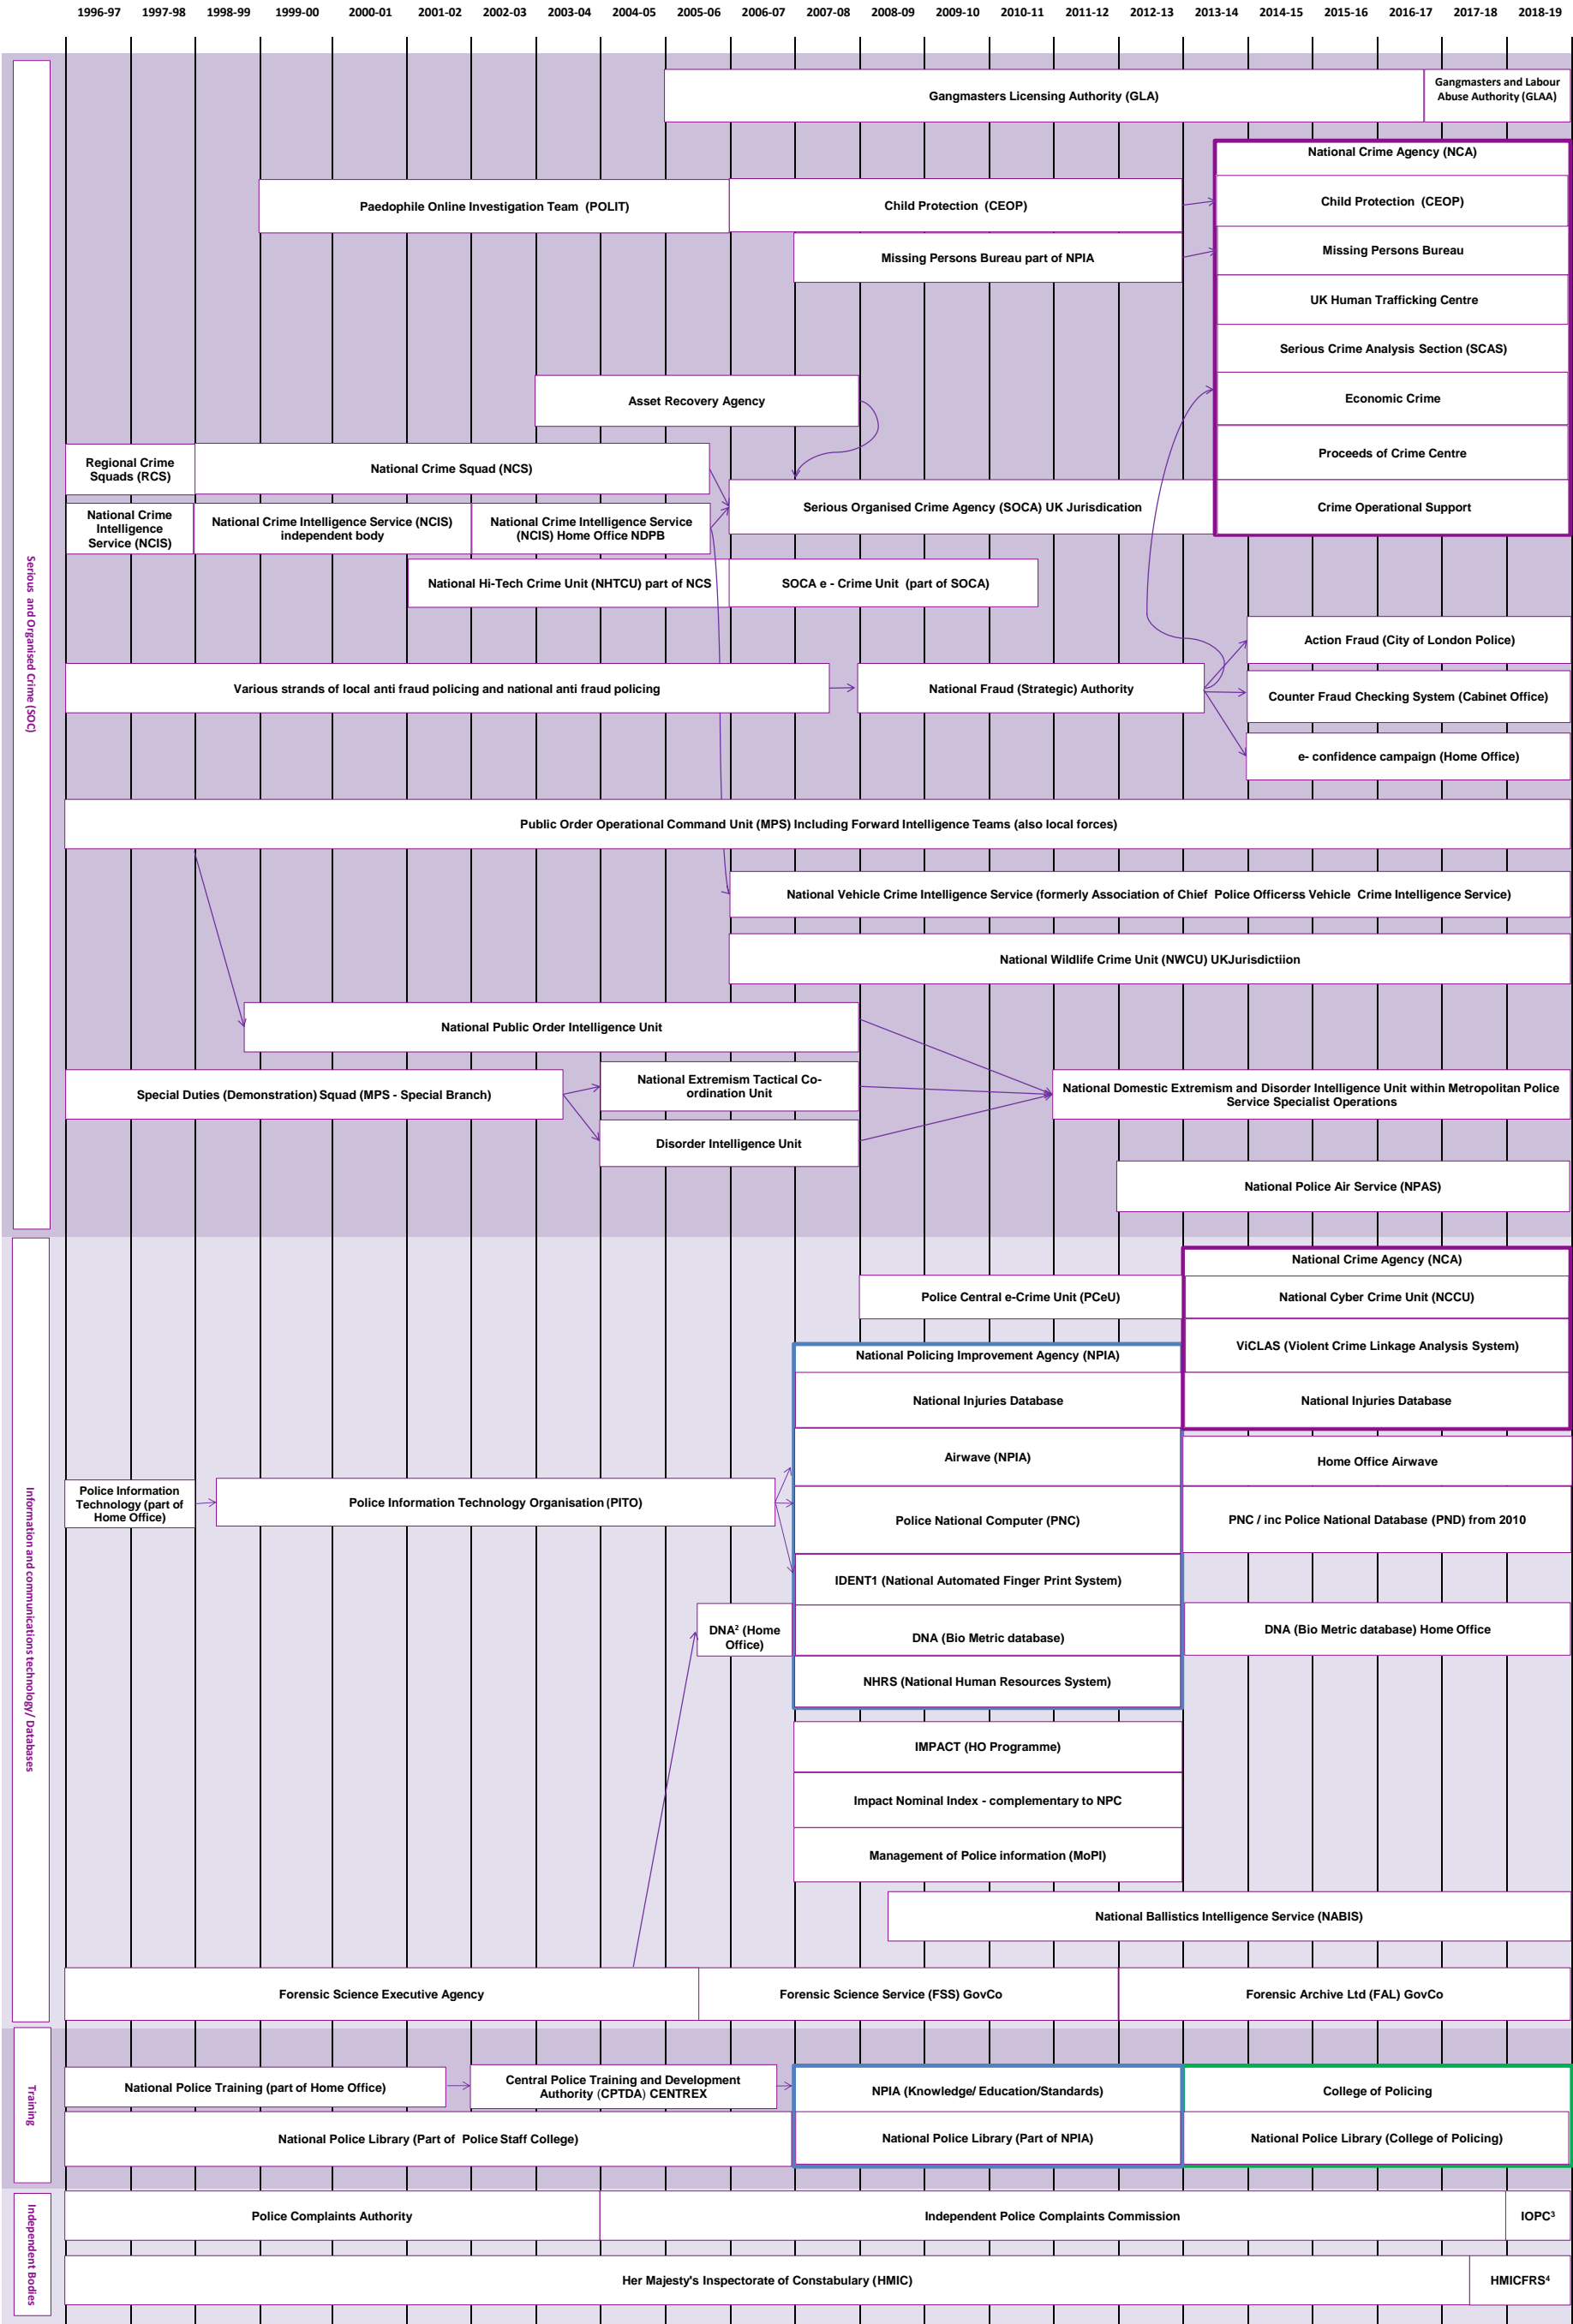 1996-97 1997-98 1998-99 1999-00 2000-01 2001-02 2002-03 2003-04 2004-05 2005-06 2006-07 2007-08 2008-09 2009-10 2010-11 2011-12 2012-13 2013-14 2014-15 2015-16 2016-17 2017-18 2018-19
Serious and Organised Crime (SOC)
Gangmasters Licensing Authority (GLA)
Gangmasters and Labour
Abuse Authority (GLAA)
National Crime Agency (NCA)
Paedophile Online Investigation Team (POLIT)
Child Protection (CEOP)
Child Protection (CEOP)
Missing Persons Bureau part of NPIA
Missing Persons Bureau
UK Human Trafficking Centre
Serious Crime Analysis Section (SCAS)
Asset Recovery Agency
Economic Crime
Regional Crime
Squads (RCS)
National Crime Squad (NCS)
Proceeds of Crime Centre
National Crime
Intelligence
Service (NCIS)
National Crime Intelligence Service (NCIS)
independent body
National Crime Intelligence Service
(NCIS) Home Office NDPB
Serious Organised Crime Agency (SOCA) UK Jurisdication
Crime Operational Support
National Hi-Tech Crime Unit (NHTCU) part of NCS
SOCA e - Crime Unit (part of SOCA)
Action Fraud (City of London Police)
Various strands of local anti fraud policing and national anti fraud policing
National Fraud (Strategic) Authority
Counter Fraud Checking System (Cabinet Office)
e- confidence campaign (Home Office)
Public Order Operational Command Unit (MPS) Including Forward Intelligence Teams (also local forces)
National Vehicle Crime Intelligence Service (formerly Association of Chief Police Officerss Vehicle Crime Intelligence Service)
National Wildlife Crime Unit (NWCU) UKJurisdictiion
National Public Order Intelligence Unit
Special Duties (Demonstration) Squad (MPS - Special Branch)
National Extremism Tactical Co-
ordination Unit
National Domestic Extremism and Disorder Intelligence Unit within Metropolitan Police
Service Specialist Operations
Disorder Intelligence Unit
National Police Air Service (NPAS)
Information and communications technology/ Databases
National Crime Agency (NCA)
Police Central e-Crime Unit (PCeU)
National Cyber Crime Unit (NCCU)
National Policing Improvement Agency (NPIA)
ViCLAS (Violent Crime Linkage Analysis System)
National Injuries Database
National Injuries Database
Airwave (NPIA)
Home Office Airwave
Police Information
Technology (part of
Home Office)
Police Information Technology Organisation (PITO)
Police National Computer (PNC)
PNC / inc Police National Database (PND) from 2010
IDENT1 (National Automated Finger Print System)
DNA² (Home
Office)
DNA (Bio Metric database)
DNA (Bio Metric database) Home Office
NHRS (National Human Resources System)
IMPACT (HO Programme)
Impact Nominal Index - complementary to NPC
Management of Police information (MoPI)
National Ballistics Intelligence Service (NABIS)
Forensic Science Executive Agency
Forensic Science Service (FSS) GovCo
Forensic Archive Ltd (FAL) GovCo
Training
National Police Training (part of Home Office)
Central Police Training and Development
Authority (CPTDA) CENTREX
NPIA (Knowledge/ Education/Standards)
College of Policing
National Police Library (Part of Police Staff College)
National Police Library (Part of NPIA)
National Police Library (College of Policing)
Independent Bodies
Police Complaints Authority
Independent Police Complaints Commission
IOPC³
Her Majesty's Inspectorate of Constabulary (HMIC)
HMICFRS⁴